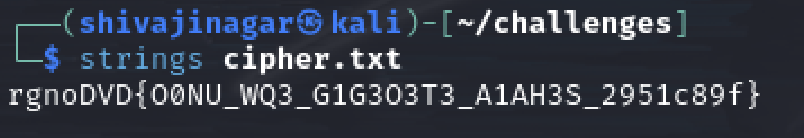 ┌──(shivajinagar㉿kali)-[~/challenges]
└─$ strings cipher.txt
rgnoDVD{O0NU_WQ3_G1G3O3T3_A1AH3S_2951c89f}